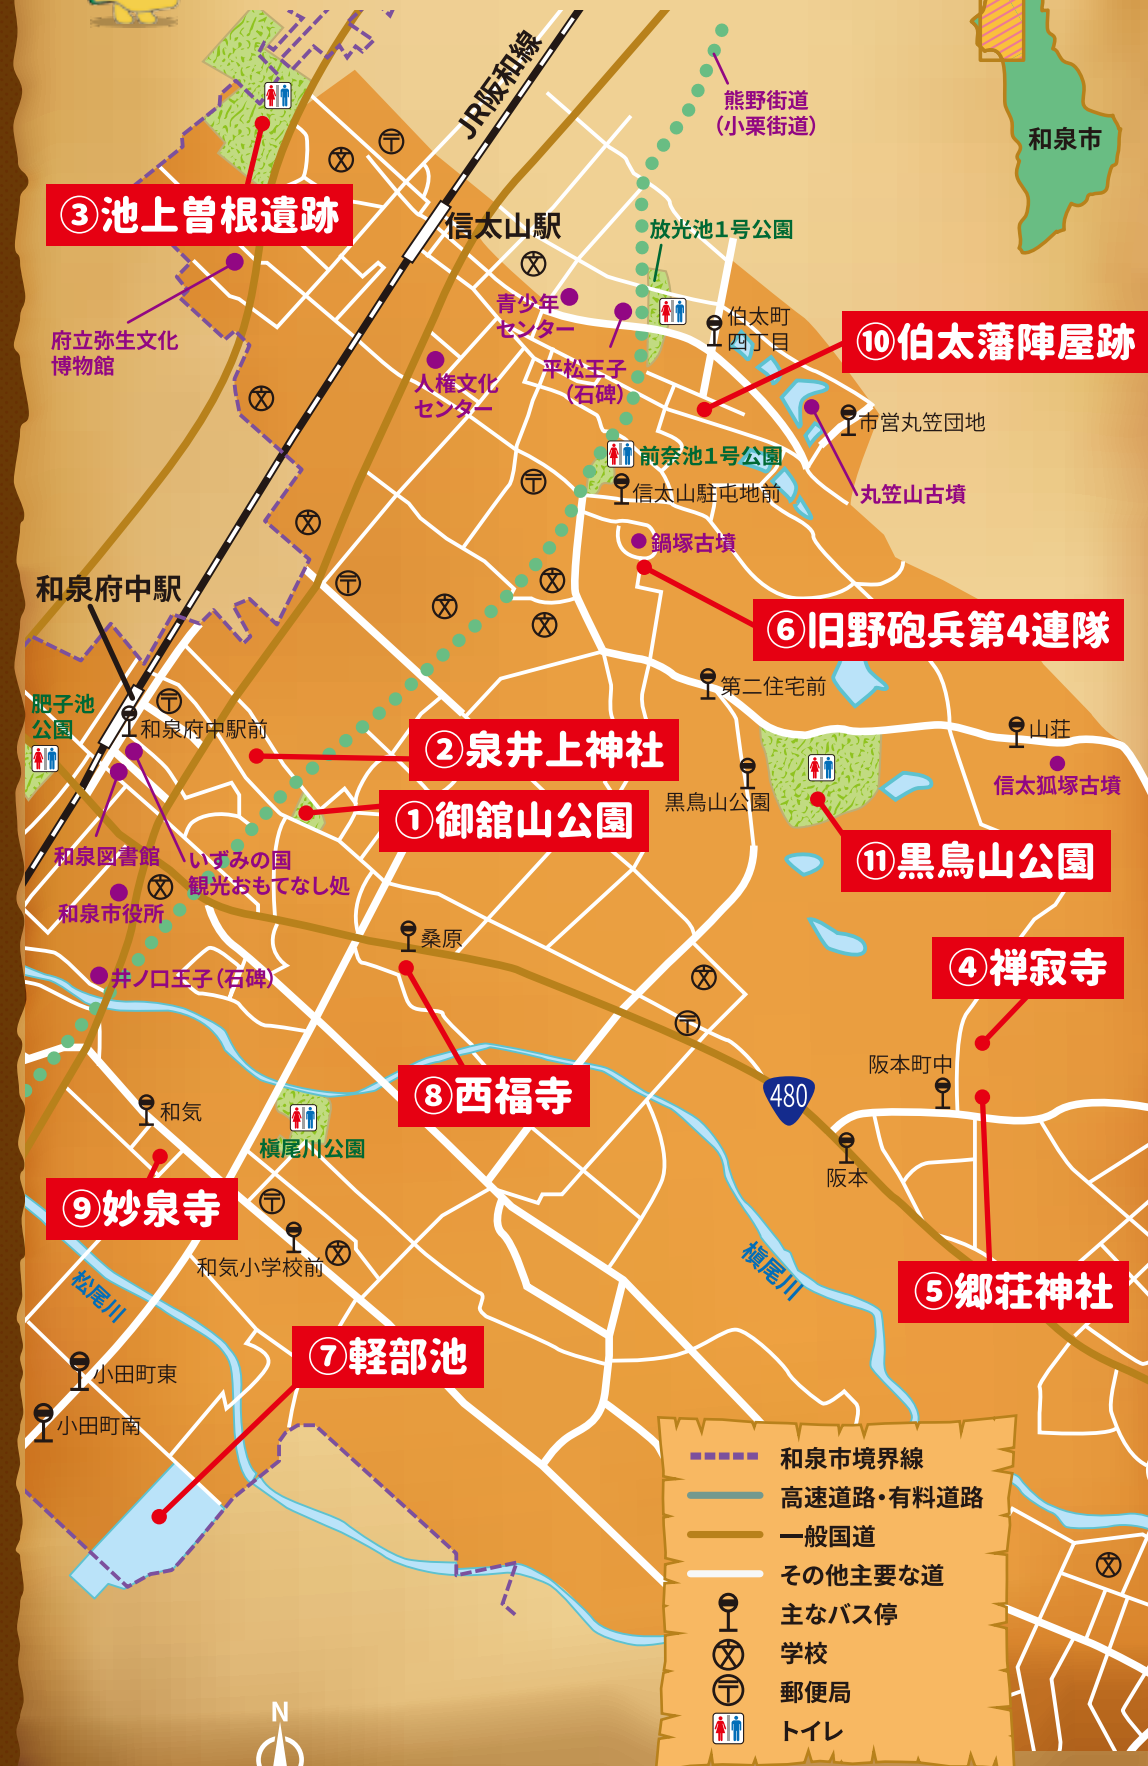 和泉市
JR阪和線
熊野街道
(小栗街道)
③池上曽根遺跡
信太山駅
放光池1号公園
府立弥生文化
博物館
青少年
センター
平松王子
(石碑)
伯太町
四丁目
⑩伯太藩陣屋跡
人権文化
センター
市営丸笠団地
前奈池1号公園
信太山駐屯地前
丸笠山古墳
鍋塚古墳
和泉府中駅
⑥旧野砲兵第4連隊
肥子池
公園
和泉府中駅前
第二住宅前
山荘
②泉井上神社
信太狐塚古墳
①御舘山公園
黒鳥山公園
⑪黒鳥山公園
和泉図書館
いずみの国
観光おもてなし処
和泉市役所
桑原
④禅寂寺
井ノ口王子(石碑)
阪本町中
⑧西福寺
480
和気
槇尾川公園
阪本
⑨妙泉寺
和気小学校前
槇尾川
松尾川
⑤郷荘神社
⑦軽部池
小田町東
小田町南
和泉市境界線
高速道路・有料道路
一般国道
その他主要な道
主なバス停
学校
郵便局
トイレ
N